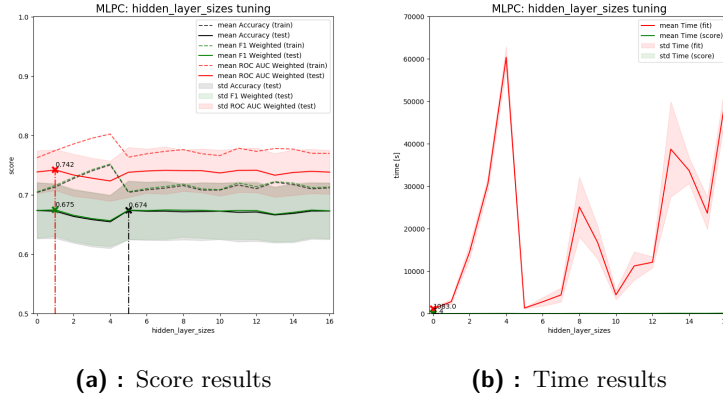 MLPC: hidden_layer_sizes tuning
1.0
0.9
0.8
0.7
0.6
0.5
score
0 2 4 6 8 10 12 14 16
hidden_layer_sizes
mean Accuracy (train)
mean Accuracy (test)
mean F1 Weighted (train)
mean F1 Weighted (test)
mean ROC AUC Weighted (train)
mean ROC AUC Weighted (test)
std Accuracy (test)
std F1 Weighted (test)
std ROC AUC Weighted (test)
0.742
0.675
0.674
(a) : Score results
MLPC: hidden_layer_sizes tuning
70000
60000
50000
40000
30000
20000
10000
0
time [s]
0 2 4 6 8 10 12 14 16
hidden_layer_sizes
mean Time (fit)
mean Time (score)
std Time (fit)
std Time (score)
(b) : Time results